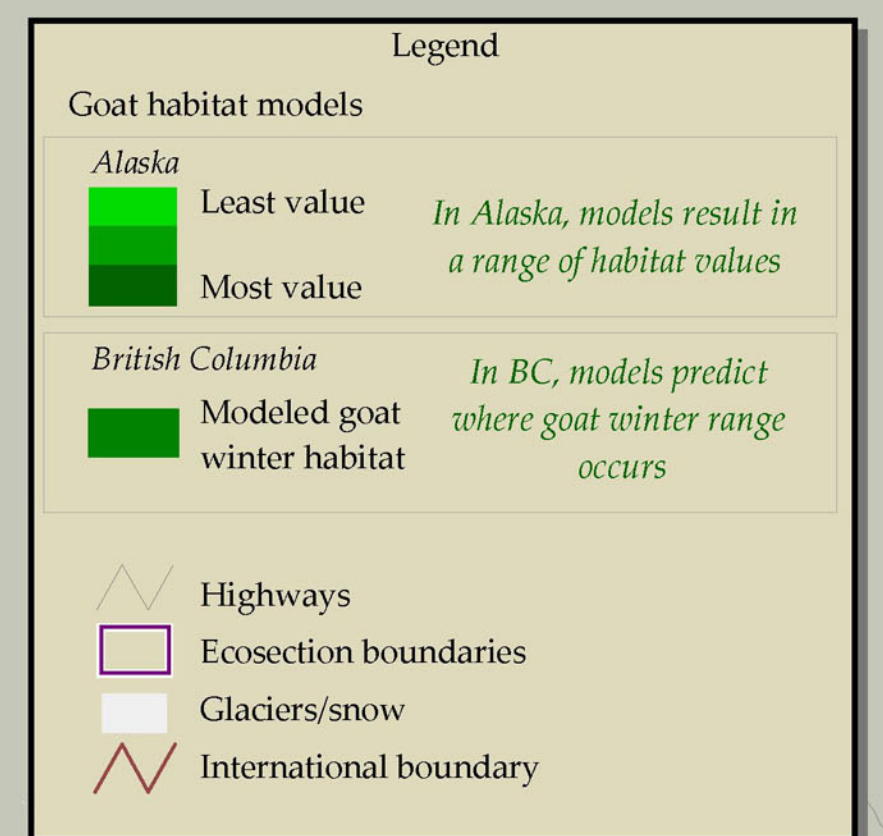 Legend
Goat habitat models
Alaska
Least value
Most value
In Alaska, models result in
a range of habitat values
British Columbia
Modeled goat
winter habitat
In BC, models predict
where goat winter range
occurs
Highways
Ecosection boundaries
Glaciers/snow
International boundary